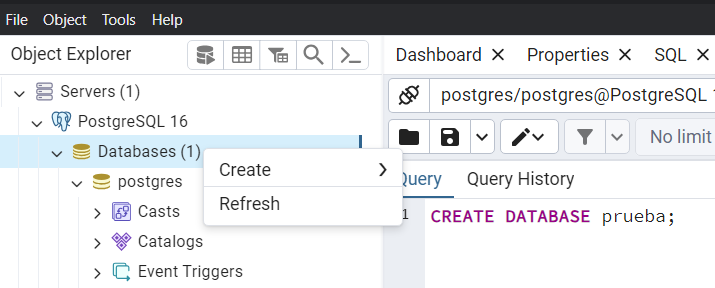 File Object Tools Help
Object Explorer
Dashboard Properties SQL
Servers (1)
postgres/postgres@PostgreSQL
PostgreSQL 16
No limit
Databases (1)
Create
Refresh
postgres
Casts
Catalogs
Event Triggers
Query Query History
1 CREATE DATABASE prueba;